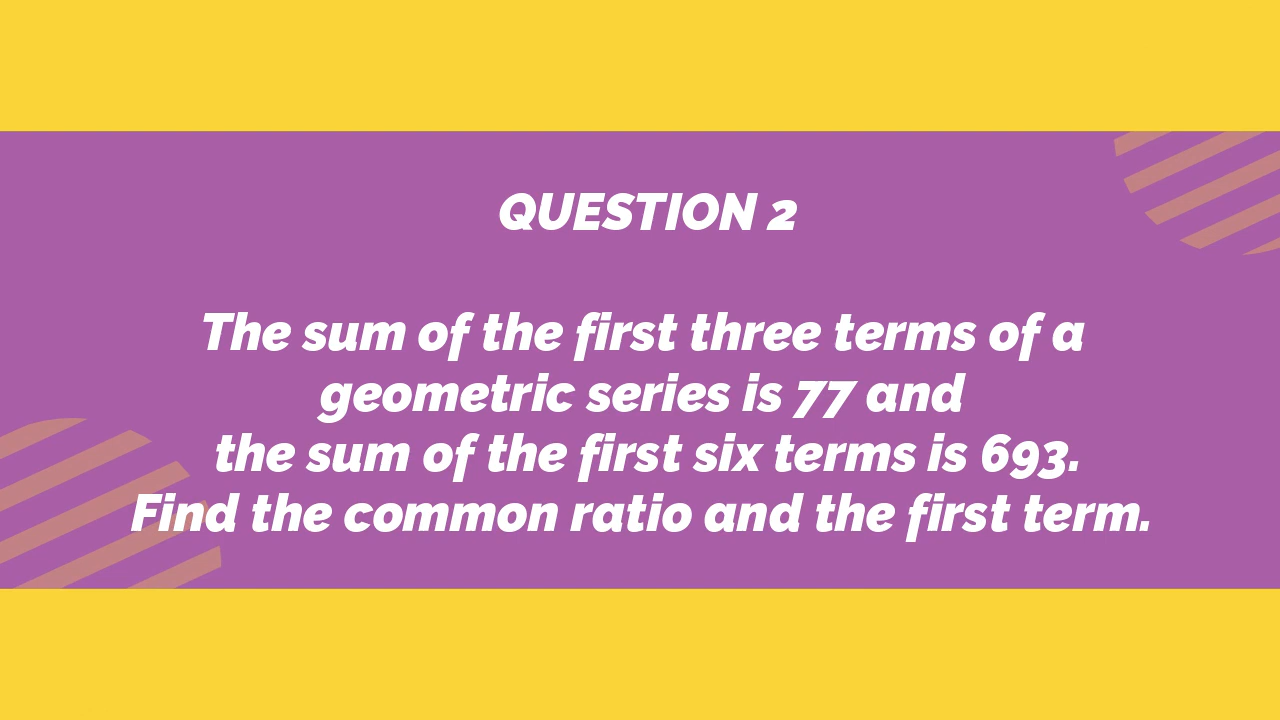 QUESTION 2
The sum of the first three terms of a
geometric series is 77 and
the sum of the first six terms is 693.
Find the common ratio and the first term.